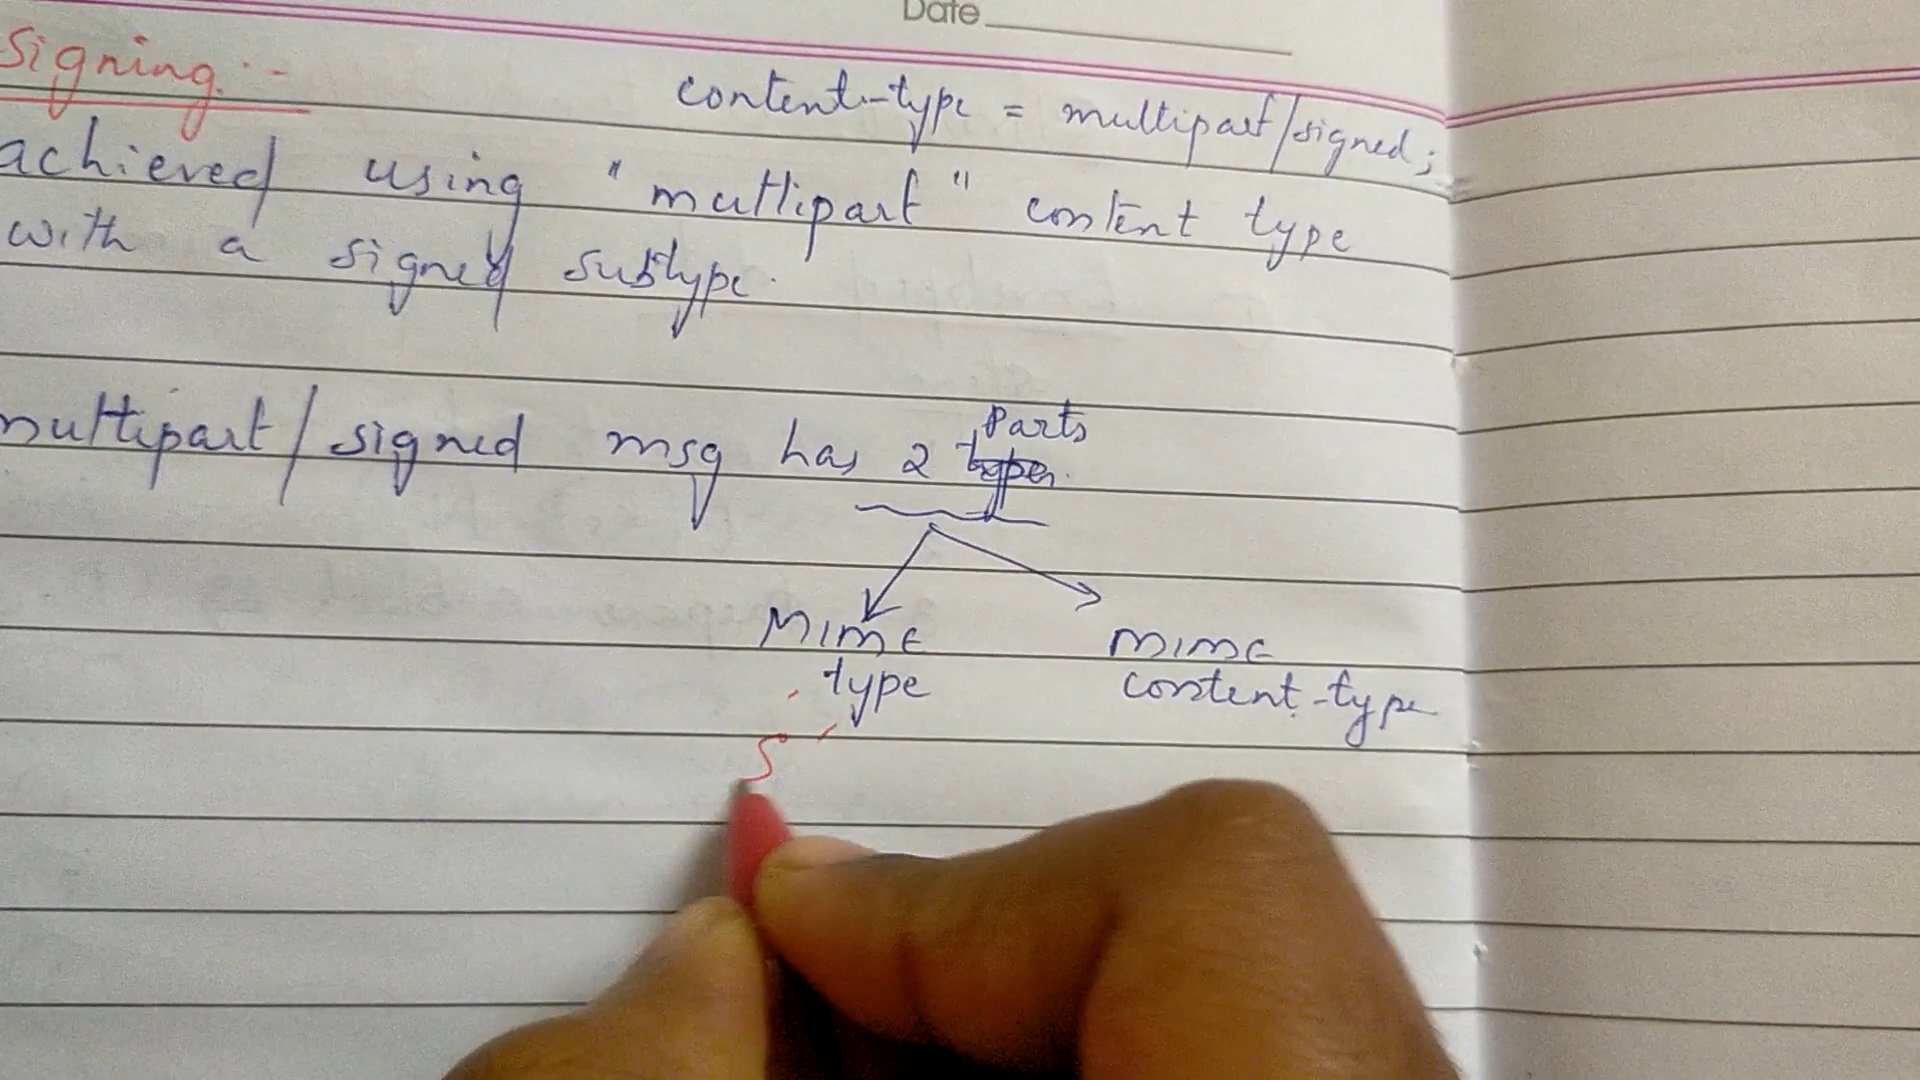 Date
Signing :-
content-type = multipart/signed;
achieved using "multipart" content type
with a signed subtype.
multipart/signed msg has 2 types.
Parts
MIME
type
MIME
content-type
S